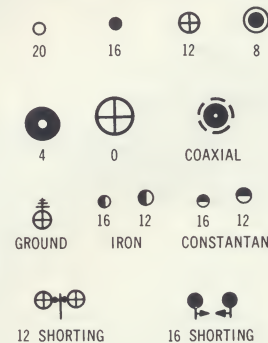 20 16 12 8
4 0 COAXIAL
16 12 16 12
GROUND IRON CONSTANTAN
12 SHORTING 16 SHORTING